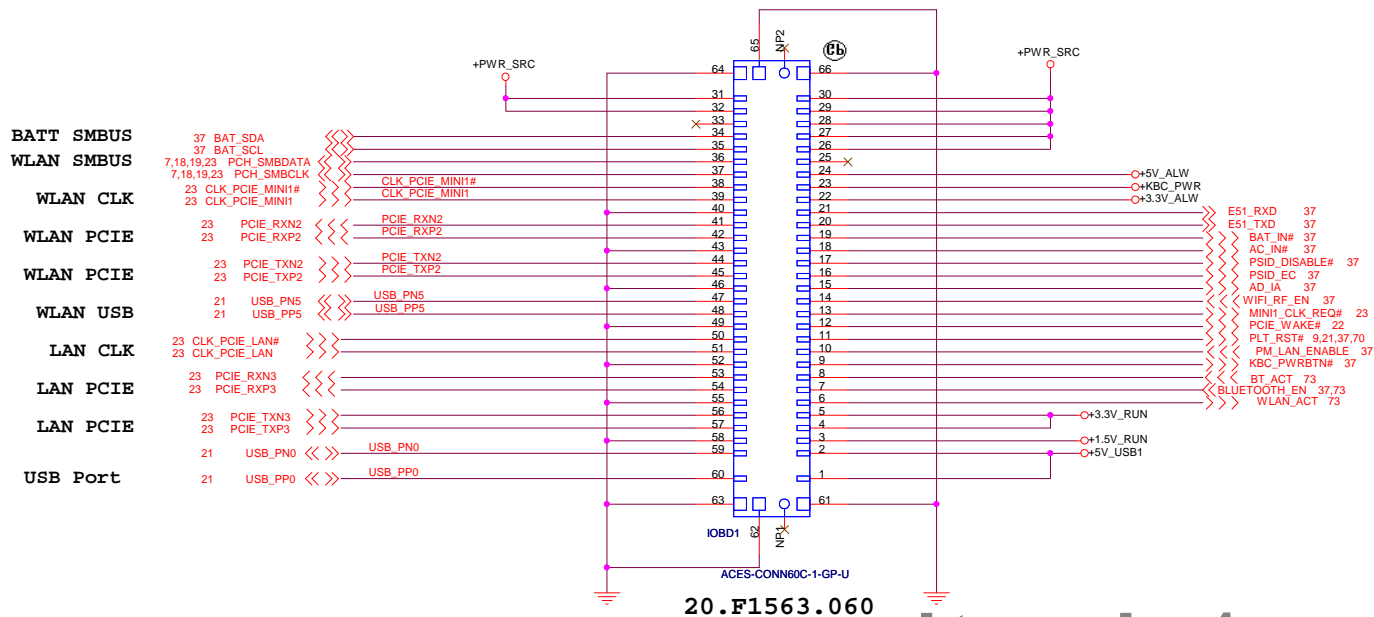 65
NP2
Cb
+PWR_SRC
+PWR_SRC
64
66
31
30
32
29
33
28
BATT SMBUS
37 BAT_SDA
34
27
37 BAT_SCL
35
26
WLAN SMBUS
7,18,19,23 PCH_SMBDATA
36
25
7,18,19,23 PCH_SMBCLK
37
24
+5V_ALW
23 CLK_PCIE_MINI1#
CLK_PCIE_MINI1#
38
23
+KBC_PWR
WLAN CLK
23 CLK_PCIE_MINI1
CLK_PCIE_MINI1
39
22
+3.3V_ALW
40
21
E51_RXD 37
23 PCIE_RXN2
PCIE_RXN2
41
20
E51_TXD 37
WLAN PCIE
23 PCIE_RXP2
PCIE_RXP2
42
19
BAT_IN# 37
43
18
AC_IN# 37
23 PCIE_TXN2
PCIE_TXN2
44
17
PSID_DISABLE# 37
WLAN PCIE
23 PCIE_TXP2
PCIE_TXP2
45
16
PSID_EC 37
46
15
AD_IA 37
21 USB_PN5
USB_PN5
47
14
WIFI_RF_EN 37
WLAN USB
21 USB_PP5
USB_PP5
48
13
MINI1_CLK_REQ# 23
49
12
PCIE_WAKE# 22
23 CLK_PCIE_LAN#
50
11
PLT_RST# 9,21,37,70
LAN CLK
23 CLK_PCIE_LAN
51
10
PM_LAN_ENABLE 37
52
9
KBC_PWRBTN# 37
23 PCIE_RXN3
53
8
BT_ACT 73
LAN PCIE
23 PCIE_RXP3
54
7
BLUETOOTH_EN 37,73
55
6
WLAN_ACT 73
23 PCIE_TXN3
56
5
+3.3V_RUN
LAN PCIE
23 PCIE_TXP3
57
4
58
3
+1.5V_RUN
21 USB_PN0
USB_PN0
59
2
+5V_USB1
USB Port
21 USB_PP0
USB_PP0
60
1
63
61
IOBD1
62
NP1
ACES-CONN60C-1-GP-U
20.F1563.060